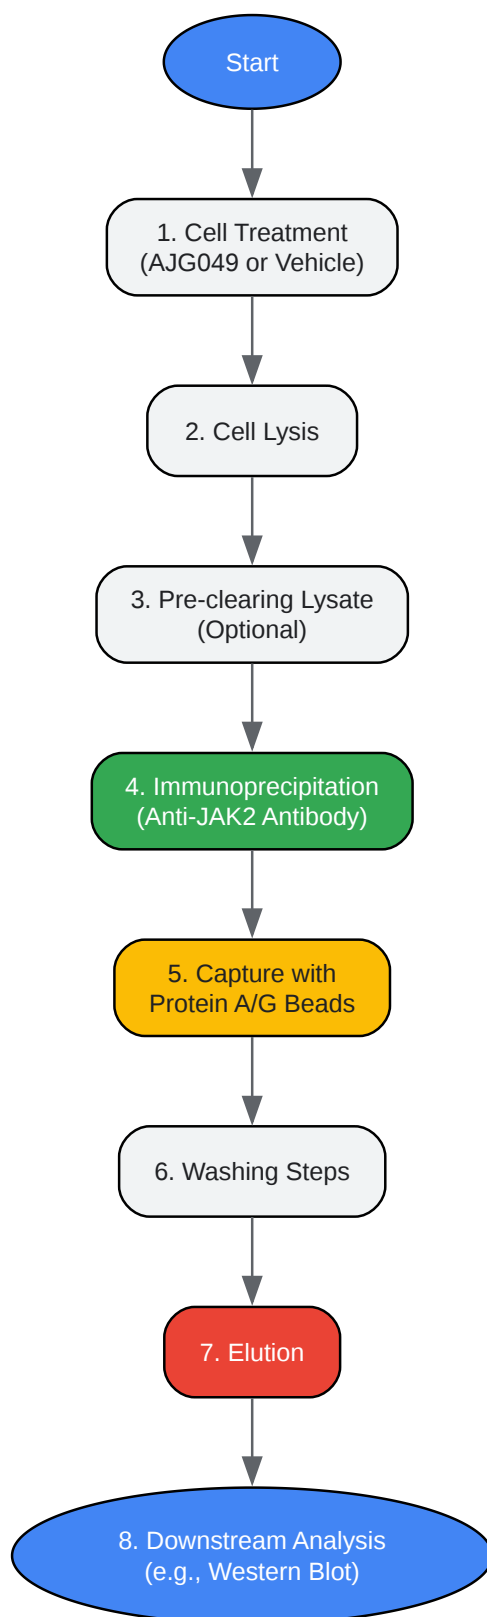 Start
1. Cell Treatment
(AJG049 or Vehicle)
2. Cell Lysis
3. Pre-clearing Lysate
(Optional)
4. Immunoprecipitation
(Anti-JAK2 Antibody)
5. Capture with
Protein A/G Beads
6. Washing Steps
7. Elution
8. Downstream Analysis
(e.g., Western Blot)